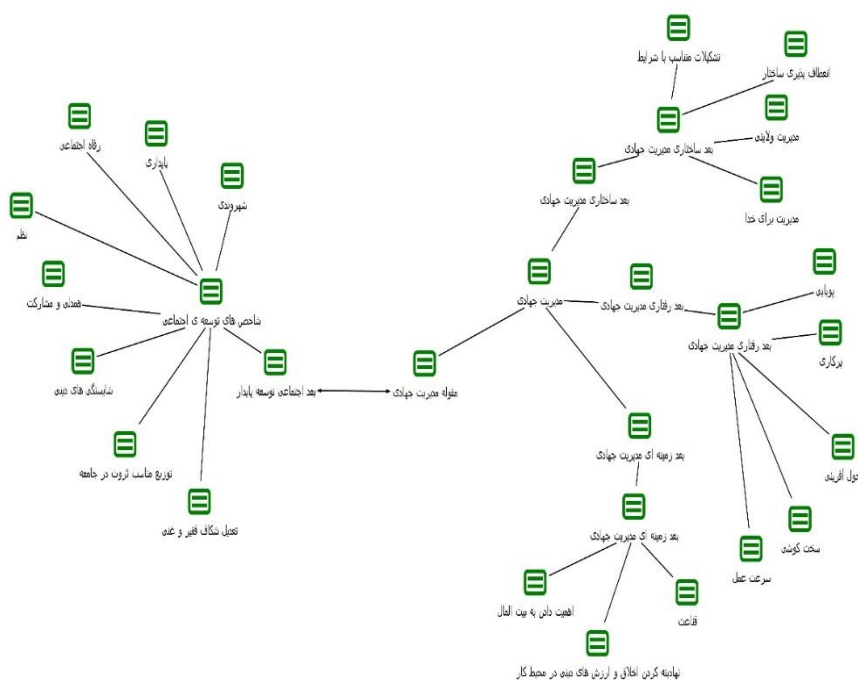 تشکیلات متناسب با شرایط
انعطاف پذیری ساختار
بعد ساختاری مدیریت جهادی
مدیریت ولایتی
مدیریت برای خدا
بعد ساختاری مدیریت جهادی
رفاه اجتماعی
پایداری
شهروندی
نظم
همدلی و مشارکت
شاخص های توسعه ی اجتماعی
شایستگی های دینی
توزیع مناسب ثروت در جامعه
تعدیل شکاف فقیر و غنی
بعد اجتماعی توسعه پایدار
مقوله مدیریت جهادی
مدیریت جهادی
بعد رفتاری مدیریت جهادی
بعد رفتاری مدیریت جهادی
پویایی
پرکاری
حول آفرینی
سخت کوشی
سرعت عمل
بعد زمینه ای مدیریت جهادی
بعد زمینه ای مدیریت جهادی
اهمیت دادن به بیت المال
قناعت
نهادینه کردن اخلاق و ارزش های دینی در محیط کار